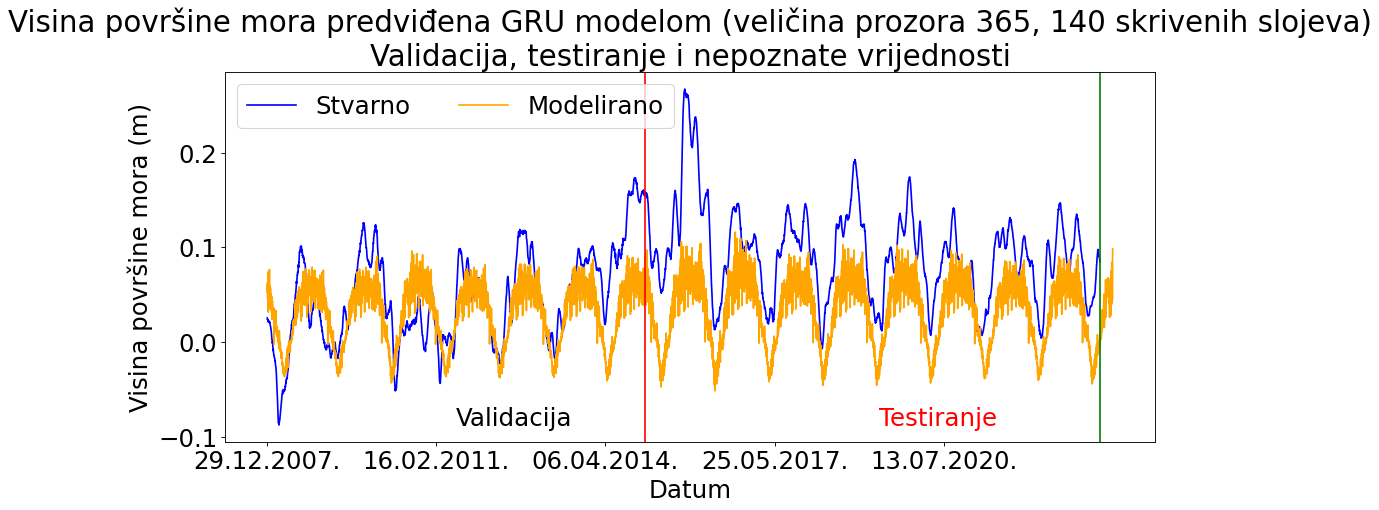 Visina površine mora predviđena GRU modelom (veličina prozora 365, 140 skrivenih slojeva)
Validacija, testiranje i nepoznate vrijednosti
Stvarno
Modelirano
Visina površine mora (m)
0.2
0.1
0.0
−0.1
Validacija
Testiranje
29.12.2007.
16.02.2011.
06.04.2014.
25.05.2017.
13.07.2020.
Datum